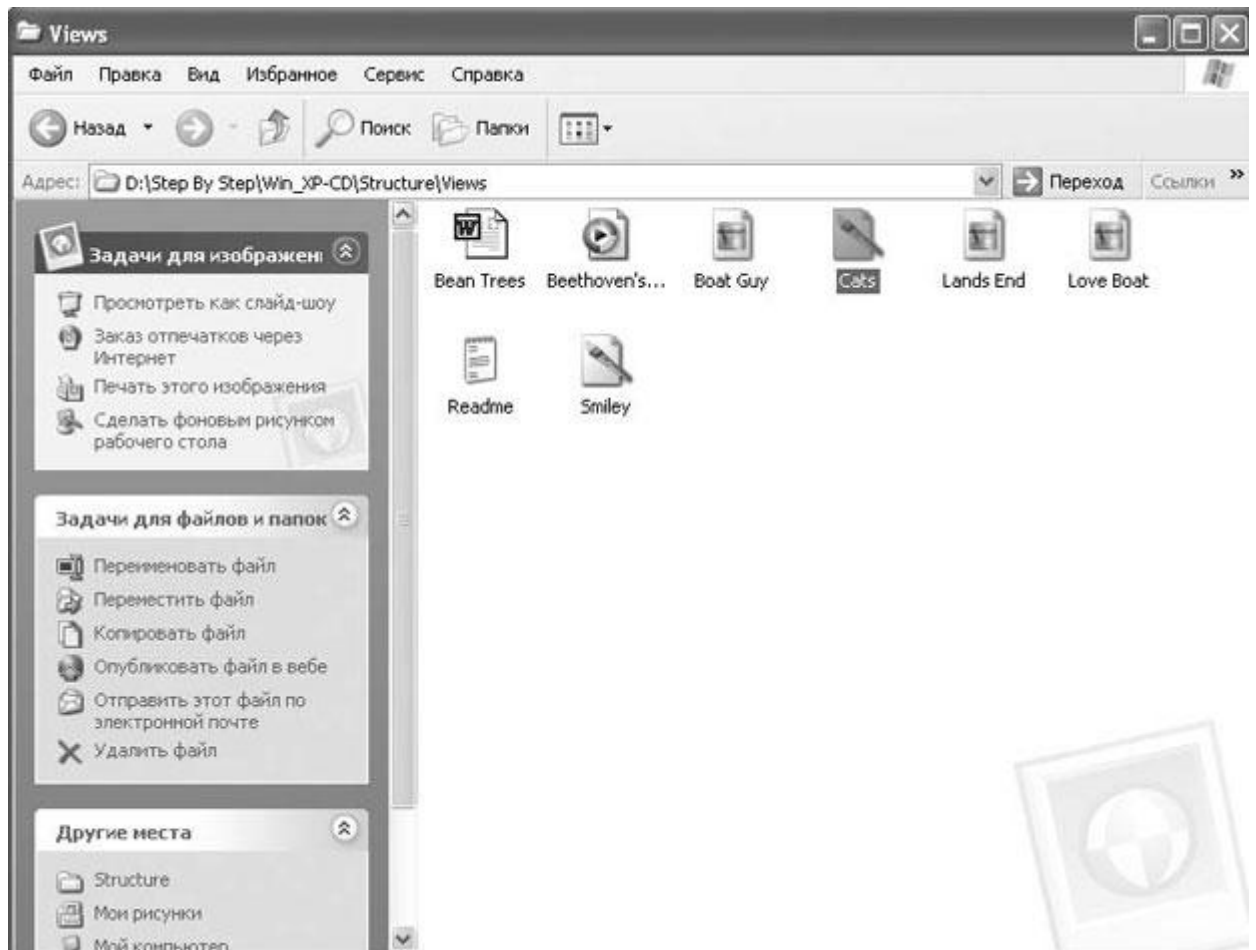 Views
Файл Правка Вид Избранное Сервис Справка
Назад Поиск Папки
Адрес: D:\Step By Step\Win_XP-CD\Structure\Views Переход Ссылки »
Задачи для изображени
Просмотреть как слайд-шоу
Заказ отпечатков через
Интернет
Печать этого изображения
Сделать фоновым рисунком
рабочего стола
Задачи для файлов и папок
Переименовать файл
Переместить файл
Копировать файл
Опубликовать файл в вебе
Отправить этот файл по
электронной почте
Удалить файл
Другие места
Structure
Мои рисунки
Мой компьютер
Bean Trees Beethoven's... Boat Guy Cats Lands End Love Boat
Readme Smiley